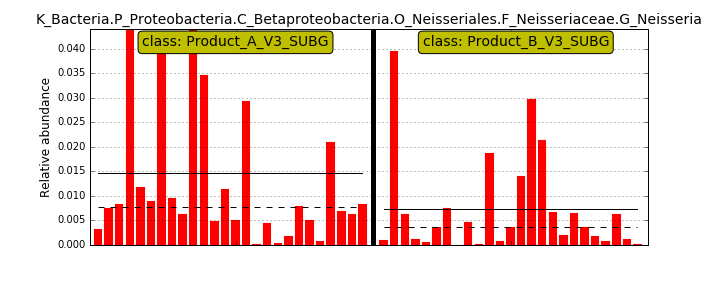 K_Bacteria.P_Proteobacteria.C_Betaproteobacteria.O_Neisseriales.F_Neisseriaceae.G_Neisseria
class: Product_A_V3_SUBG
class: Product_B_V3_SUBG
Relative abundance
0.040
0.035
0.030
0.025
0.020
0.015
0.010
0.005
0.000